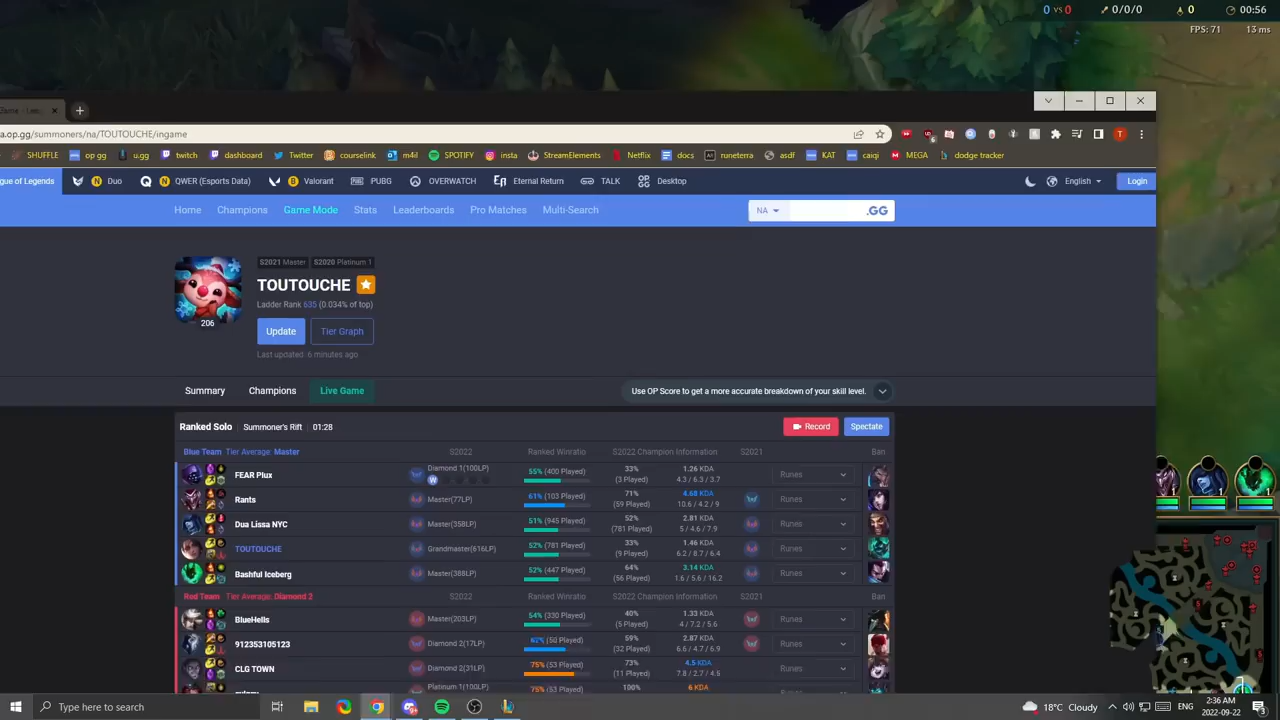 0 vs 0 0/0/0 0 00:56
FPS: 71 13 ms
a.op.gg/summoners/na/TOUTOUCHE/ingame
SHUFFLE op gg u.gg twitch dashboard Twitter courselink m4il SPOTIFY insta StreamElements Netflix docs runeterra asdf KAT caiqi MEGA dodge tracker
gue of Legends Duo QWER (Esports Data) Valorant PUBG OVERWATCH Eternal Return TALK Desktop English Login
Home Champions Game Mode Stats Leaderboards Pro Matches Multi-Search NA .GG
S2021 Master S2020 Platinum 1
TOUTOUCHE
Ladder Rank 635 (0.034% of top)
206
Update Tier Graph
Last updated: 6 minutes ago
Summary Champions Live Game Use OP Score to get a more accurate breakdown of your skill level.
Ranked Solo Summoner's Rift 01:28 Record Spectate
Blue Team Tier Average: Master S2022 Ranked Winratio S2022 Champion Information S2021 Ban
FEAR Plux Diamond 1(100LP) W 55% (400 Played) 33% (3 Played) 1.26 KDA 4.3 / 6.3 / 3.7 Runes
Rants Master(77LP) 61% (103 Played) 71% (59 Played) 4.68 KDA 10.6 / 4.2 / 9 Runes
Dua Lissa NYC Master(358LP) 51% (945 Played) 52% (781 Played) 2.81 KDA 5 / 4.6 / 7.9 Runes
TOUTOUCHE Grandmaster(616LP) 52% (781 Played) 33% (9 Played) 1.46 KDA 6.2 / 8.7 / 6.4 Runes
Bashful Iceberg Master(388LP) 52% (447 Played) 64% (56 Played) 3.14 KDA 1.6 / 5.6 / 16.2 Runes
Red Team Tier Average: Diamond 2 S2022 Ranked Winratio S2022 Champion Information S2021 Ban
BlueHells Master(203LP) 54% (330 Played) 40% (5 Played) 1.33 KDA 4 / 7.2 / 5.6 Runes
912353105123 Diamond 2(17LP) 62% (50 Played) 59% (32 Played) 2.87 KDA 6.6 / 4.7 / 6.9 Runes
CLG TOWN Diamond 2(31LP) 75% (53 Played) 73% (11 Played) 4.5 KDA 7.8 / 2.7 / 4.5 Runes
Platinum 1(100LP) 75% (53 Played) 100% 6 KDA
Type here to search 18°C Cloudy ENG 2:36 AM
2022-09-22